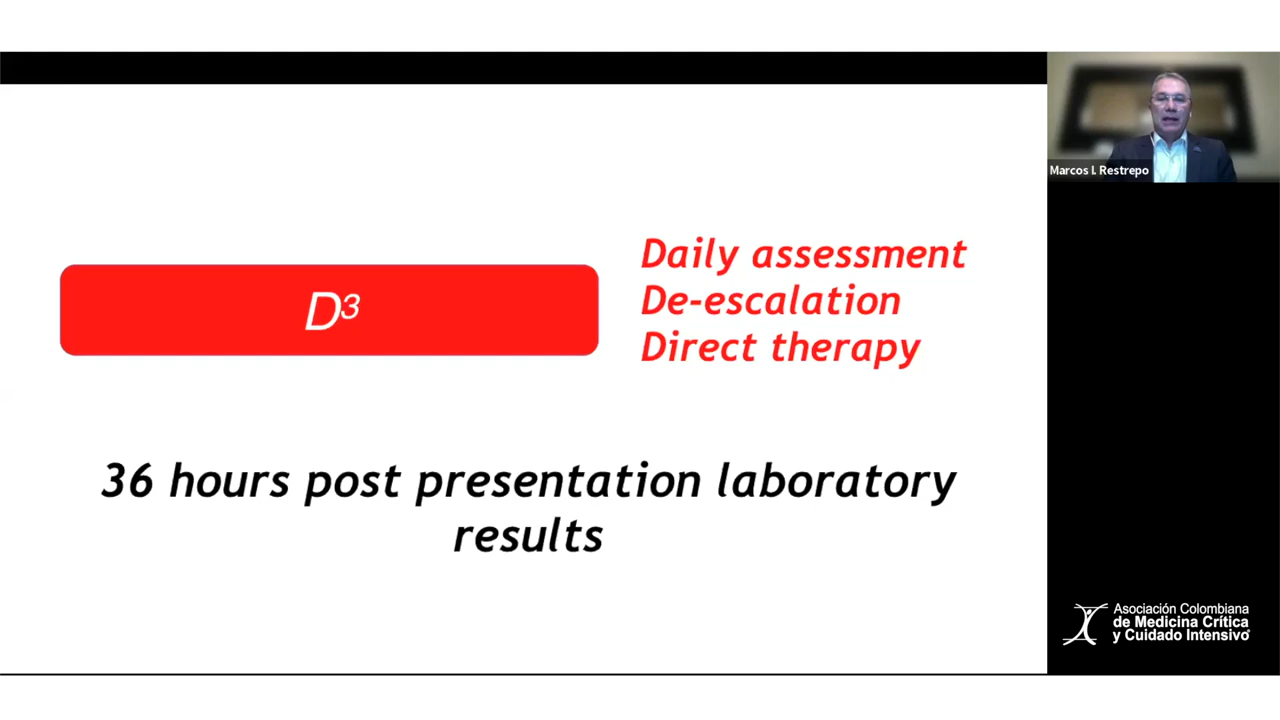 D³
Daily assessment
De-escalation
Direct therapy
36 hours post presentation laboratory
results
Marcos I. Restrepo
Asociación Colombiana
de Medicina Crítica
y Cuidado Intensivo